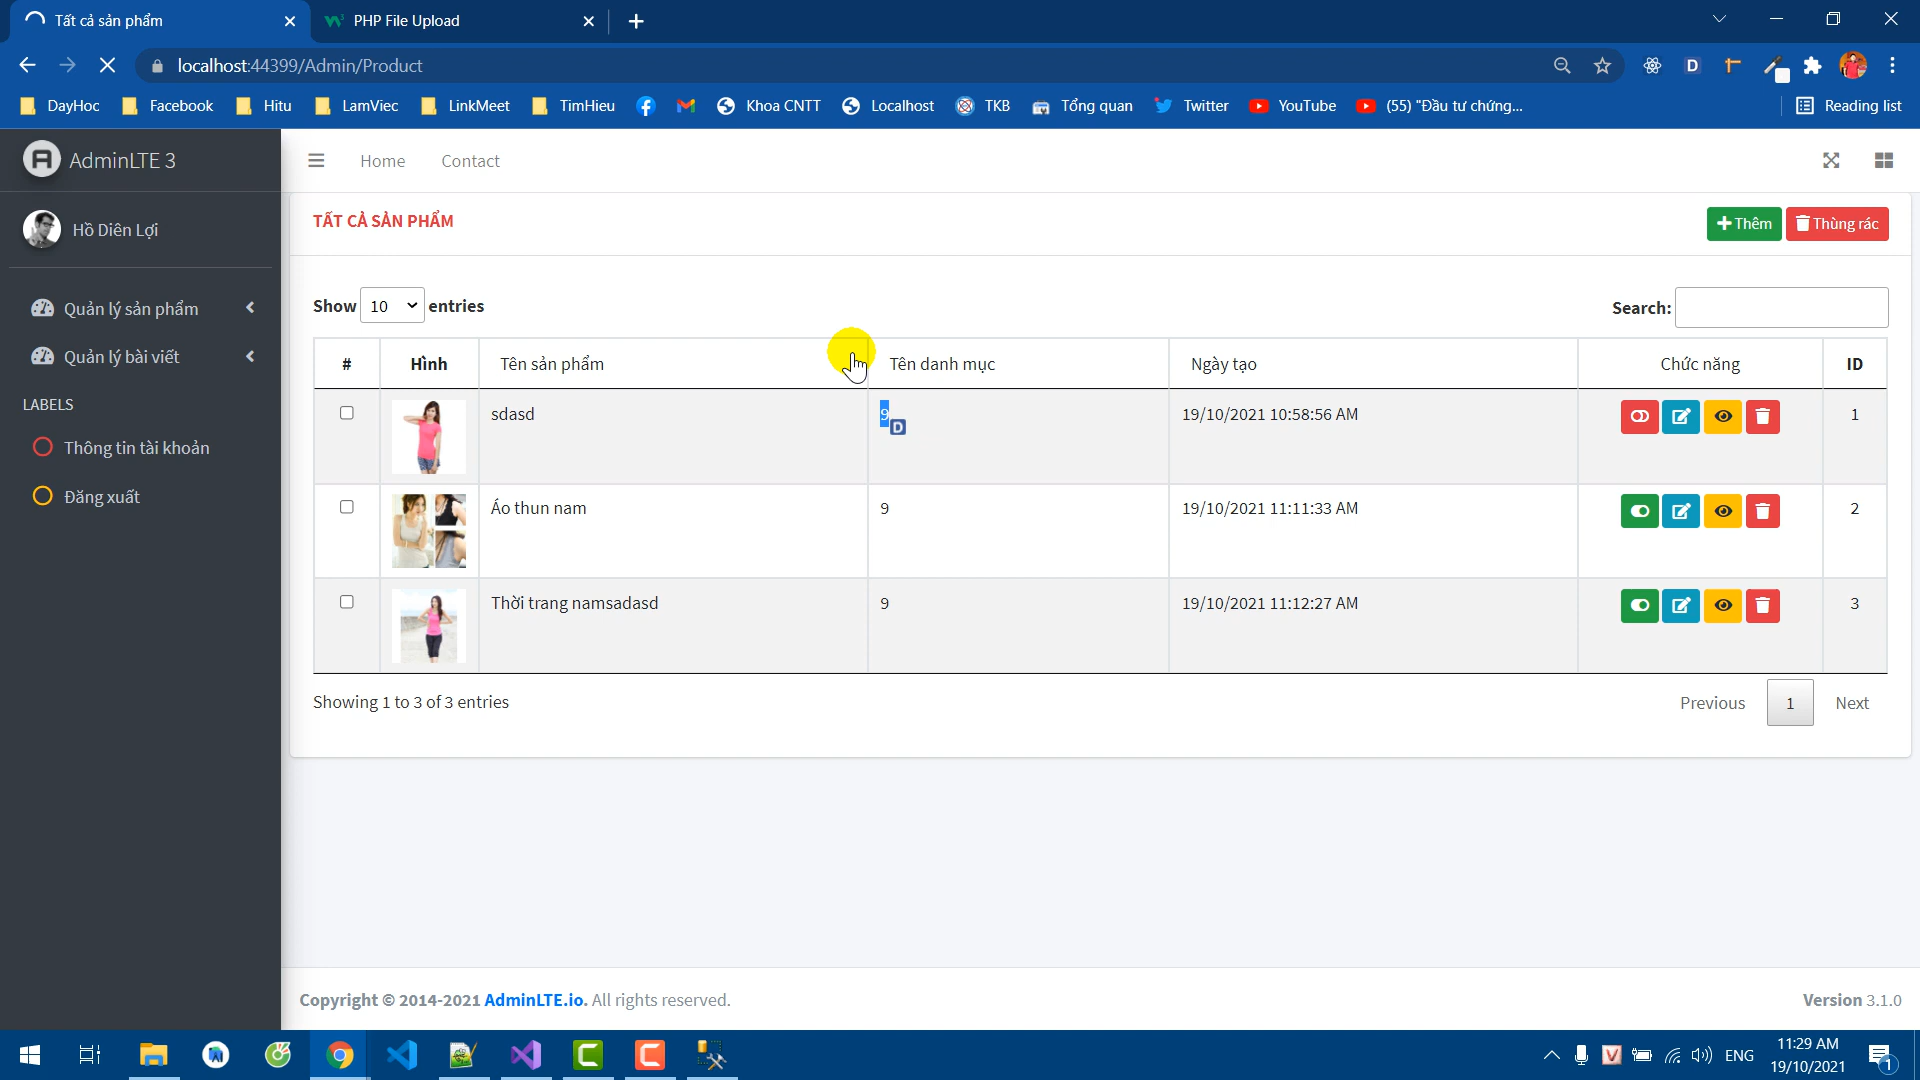 Tất cả sản phẩm
PHP File Upload
localhost:44399/Admin/Product
DayHoc Facebook Hitu LamViec LinkMeet TimHieu Khoa CNTT Localhost TKB Tổng quan Twitter YouTube (55) "Đầu tư chứng... Reading list
AdminLTE 3
Home Contact
Hồ Diên Lợi
TẤT CẢ SẢN PHẨM
Thêm Thùng rác
Quản lý sản phẩm
Quản lý bài viết
LABELS
Thông tin tài khoản
Đăng xuất
Show 10 entries
Search:
# Hình Tên sản phẩm Tên danh mục Ngày tạo Chức năng ID
sdasd 9 19/10/2021 10:58:56 AM 1
D
Áo thun nam 9 19/10/2021 11:11:33 AM 2
Thời trang namsadasd 9 19/10/2021 11:12:27 AM 3
Showing 1 to 3 of 3 entries
Previous 1 Next
Copyright © 2014-2021 AdminLTE.io. All rights reserved.
Version 3.1.0
ENG
11:29 AM
19/10/2021
1